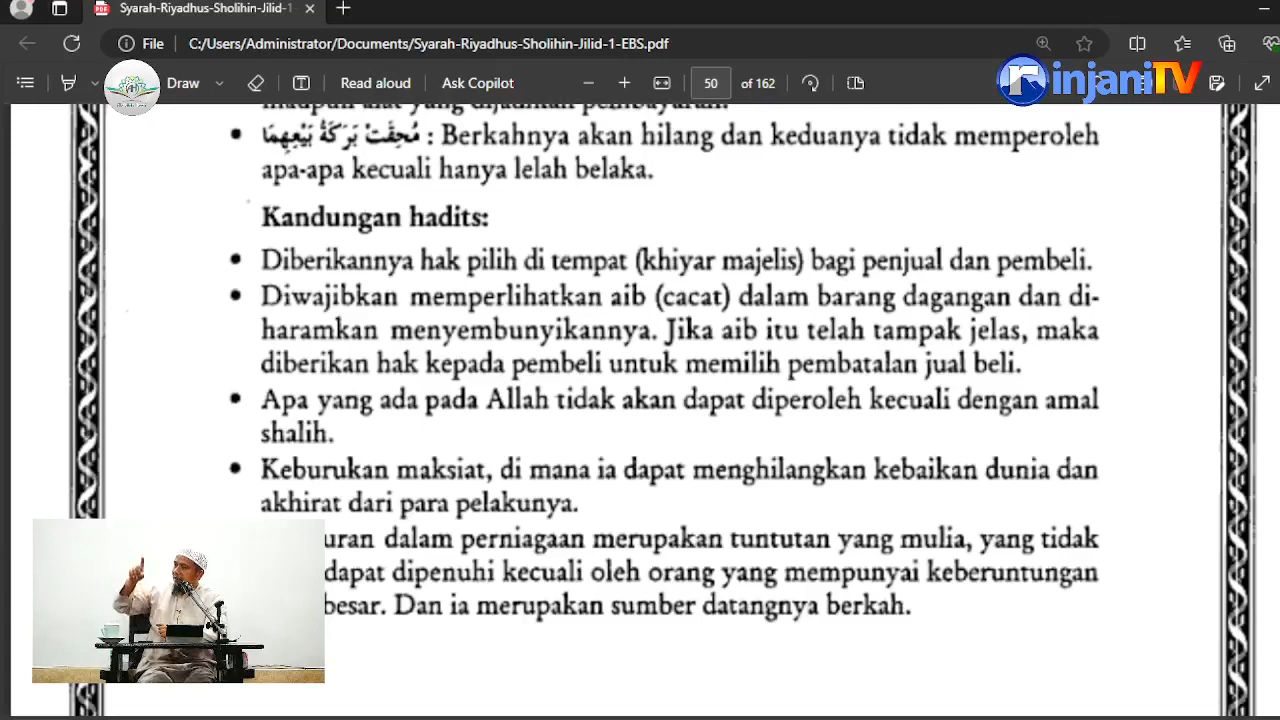 Syarah-Riyadhus-Sholihin-Jilid-1-
File C:/Users/Administrator/Documents/Syarah-Riyadhus-Sholihin-Jilid-1-EBS.pdf
Draw Read aloud Ask Copilot 50 of 162
injaniTV
maupun alat yang dijadikan pembayaran.
• مُحِقَتْ بَرَكَةُ بَيْعِهِمَا : Berkahnya akan hilang dan keduanya tidak memperoleh
apa-apa kecuali hanya lelah belaka.
Kandungan hadits:
• Diberikannya hak pilih di tempat (khiyar majelis) bagi penjual dan pembeli.
• Diwajibkan memperlihatkan aib (cacat) dalam barang dagangan dan di-
haramkan menyembunyikannya. Jika aib itu telah tampak jelas, maka
diberikan hak kepada pembeli untuk memilih pembatalan jual beli.
• Apa yang ada pada Allah tidak akan dapat diperoleh kecuali dengan amal
shalih.
• Keburukan maksiat, di mana ia dapat menghilangkan kebaikan dunia dan
akhirat dari para pelakunya.
uran dalam perniagaan merupakan tuntutan yang mulia, yang tidak
dapat dipenuhi kecuali oleh orang yang mempunyai keberuntungan
besar. Dan ia merupakan sumber datangnya berkah.